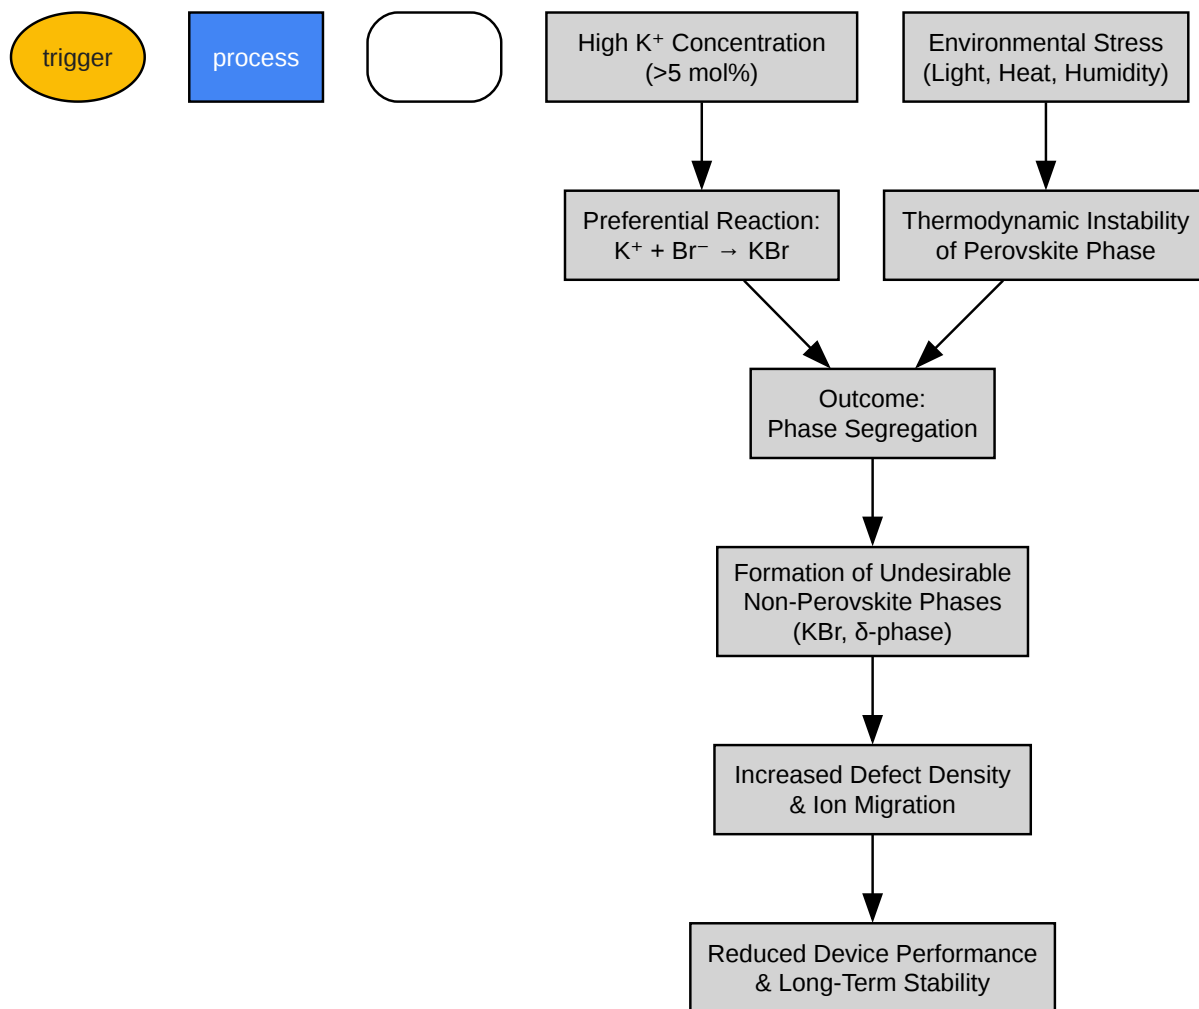 trigger
process
High K⁺ Concentration
(>5 mol%)
Environmental Stress
(Light, Heat, Humidity)
Preferential Reaction:
K⁺ + Br⁻ → KBr
Thermodynamic Instability
of Perovskite Phase
Outcome:
Phase Segregation
Formation of Undesirable
Non-Perovskite Phases
(KBr, δ-phase)
Increased Defect Density
& Ion Migration
Reduced Device Performance
& Long-Term Stability